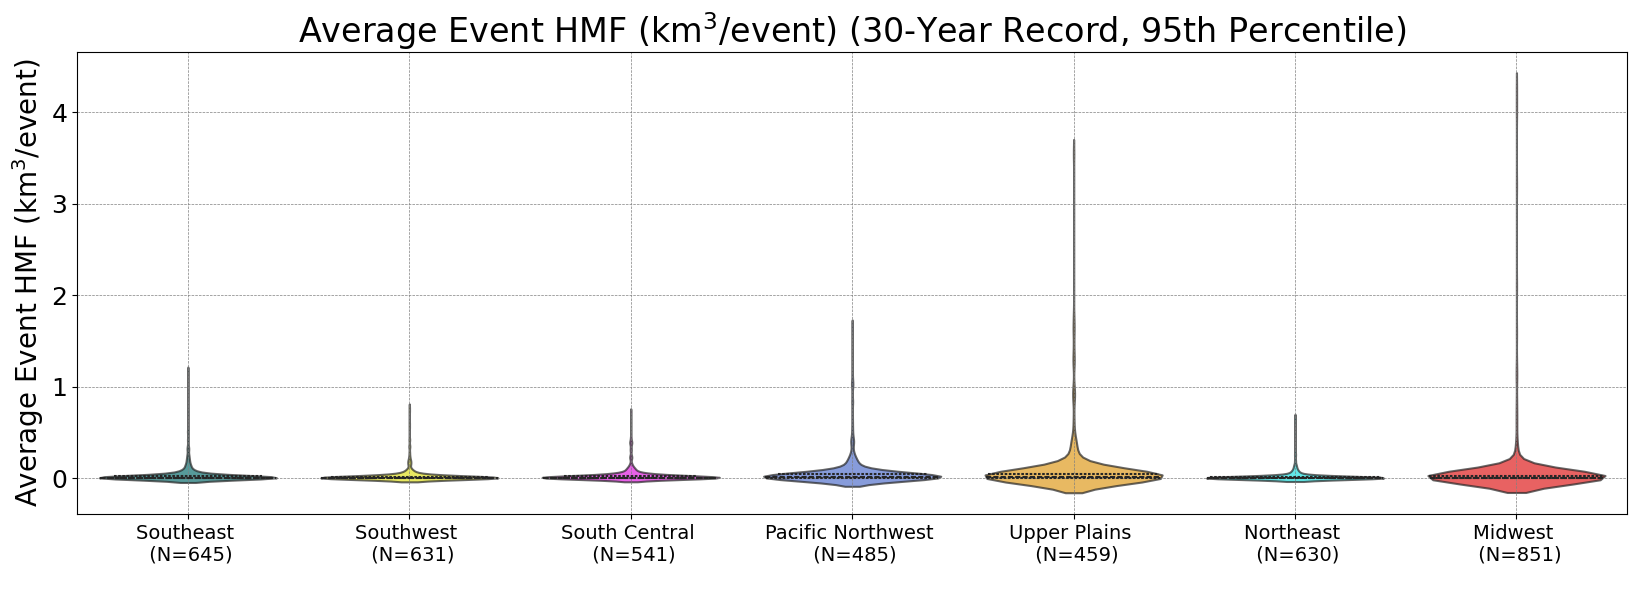 Average Event HMF (km³/event) (30-Year Record, 95th Percentile)
Average Event HMF (km³/event)
4
3
2
1
0
Southeast Southwest South Central Pacific Northwest Upper Plains Northeast Midwest
(N=645) (N=631) (N=541) (N=485) (N=459) (N=630) (N=851)